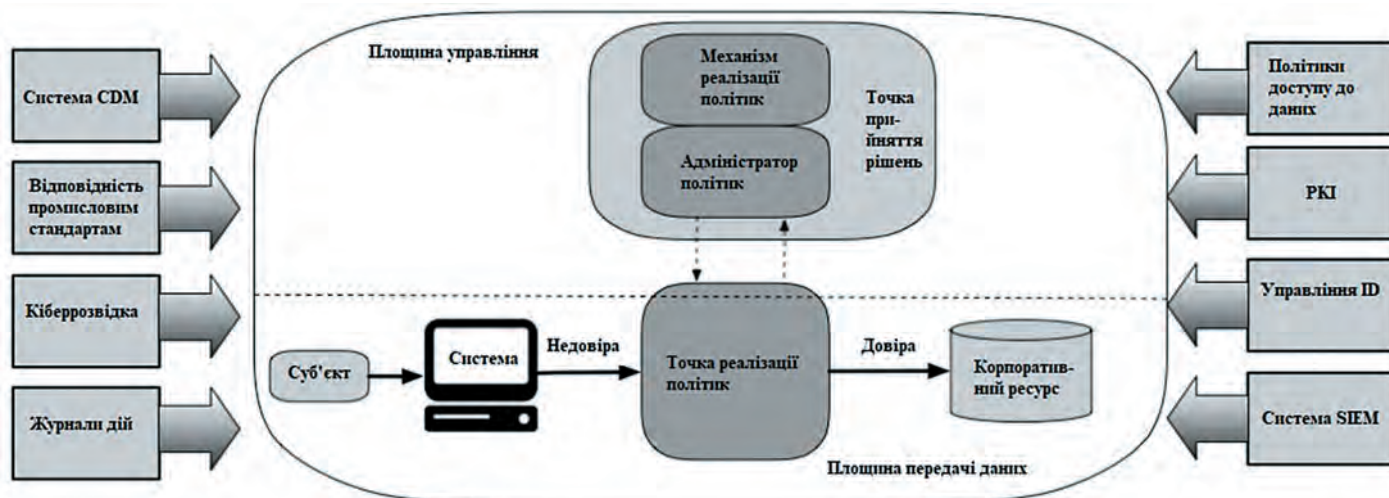 Система CDM
Відповідність
промисловим
стандартам
Кіберрозвідка
Журнали дій
Площина управління
Механізм
реалізації
політик
Адміністратор
політик
Точка
при-
йняття
рішень
Суб'єкт
Система
Недовіра
Точка реалізації
політик
Довіра
Корпоратив-
ний ресурс
Площина передачі даних
Політики
доступу до
даних
PKI
Управління ID
Система SIEM